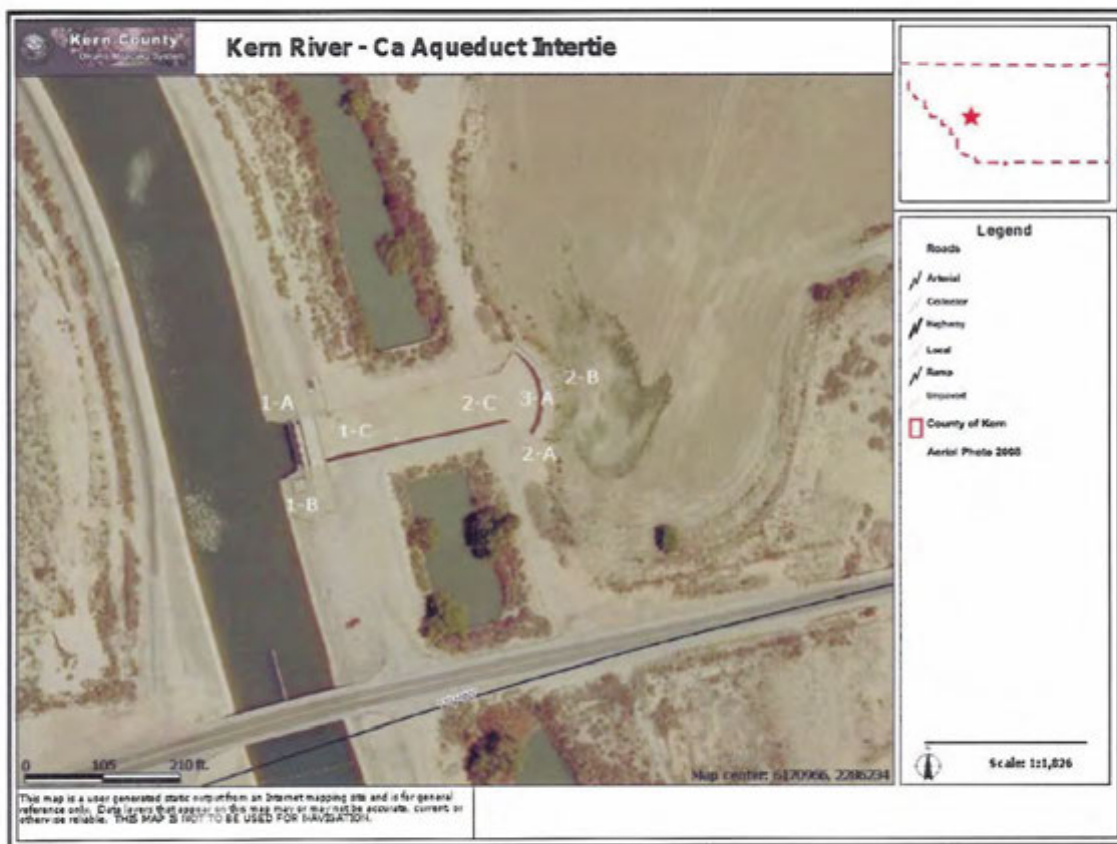 Kern County
Kern River - Ca Aqueduct Intertie
1-A
1-B
1-C
2-C
3-A
2-B
2-A
0 105 210 ft.
Map center: 6170966, 2286234
Legend
Roads
Arterial
Collector
Highway
Local
Ramp
Unpaved
County of Kern
Aerial Photo 2008
Scale: 1:1,826
This map is a user generated static output from an Internet mapping site and is for general
reference only. Data layers that appear on this map may or may not be accurate, current, or
otherwise reliable. THIS MAP IS NOT TO BE USED FOR NAVIGATION.